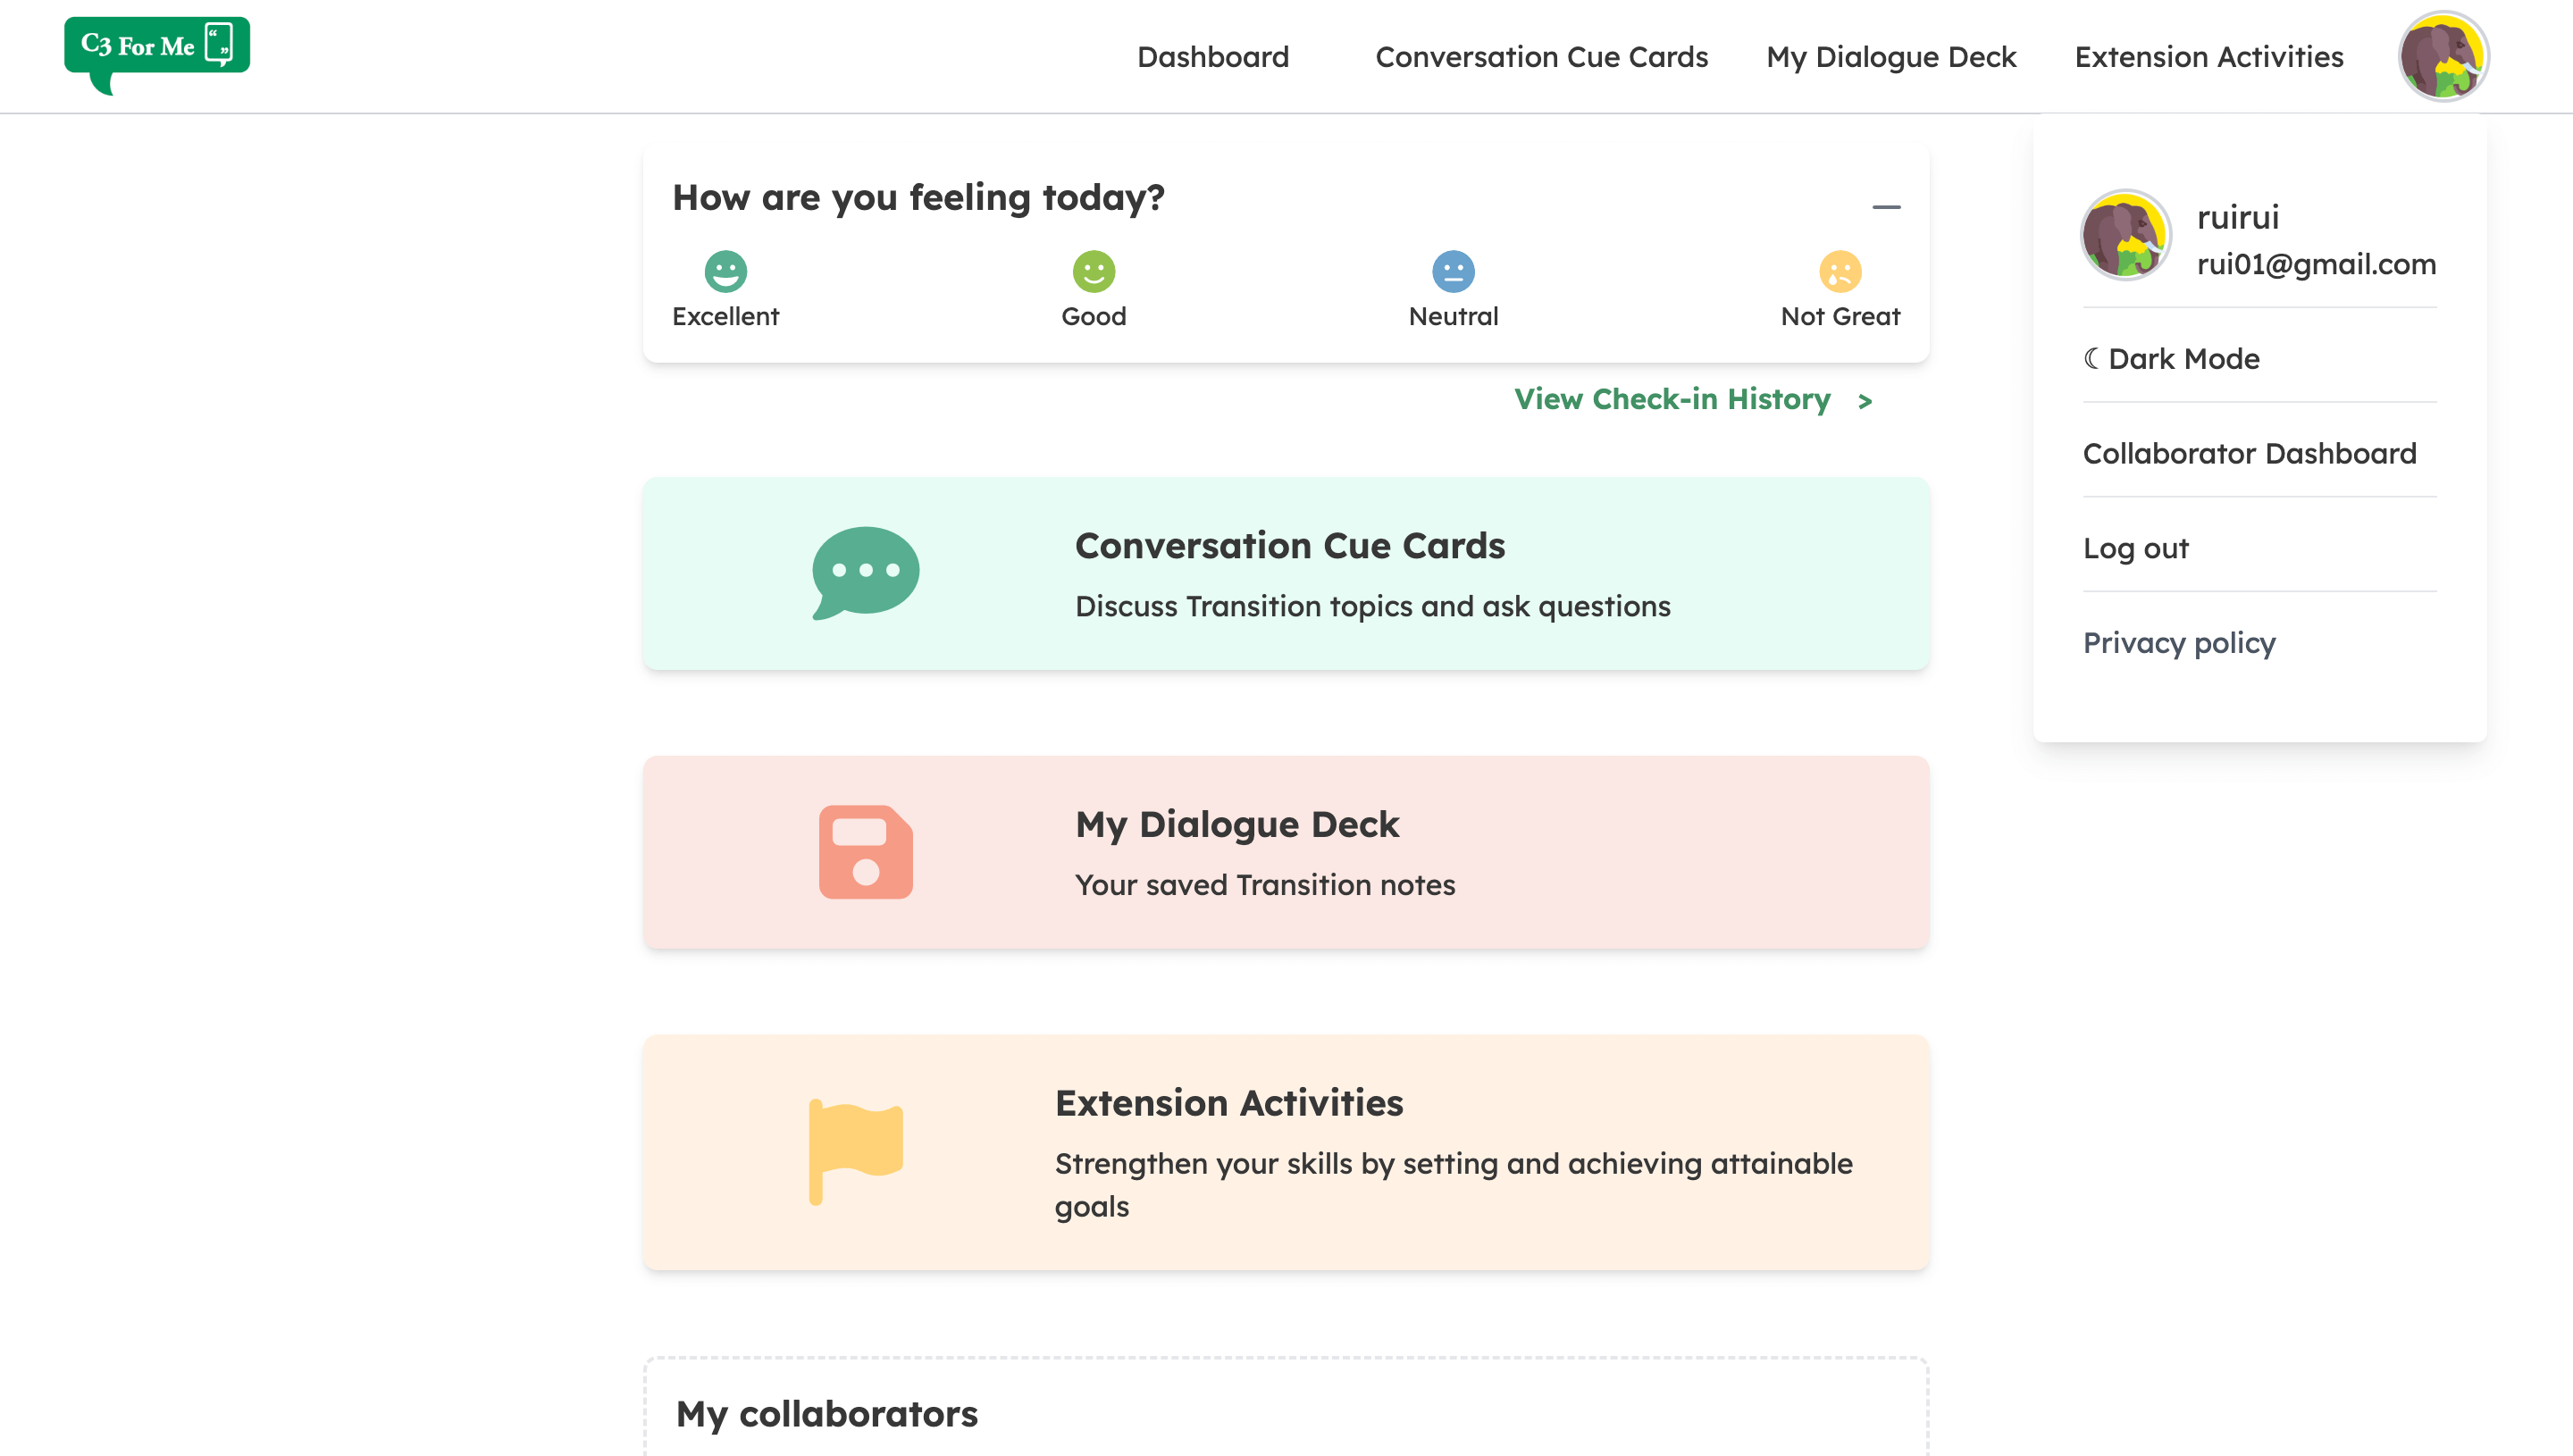 C3 For Me
Dashboard
Conversation Cue Cards
My Dialogue Deck
Extension Activities
How are you feeling today?
Excellent
Good
Neutral
Not Great
View Check-in History >
ruirui
rui01@gmail.com
Dark Mode
Collaborator Dashboard
Log out
Privacy policy
Conversation Cue Cards
Discuss Transition topics and ask questions
My Dialogue Deck
Your saved Transition notes
Extension Activities
Strengthen your skills by setting and achieving attainable
goals
My collaborators